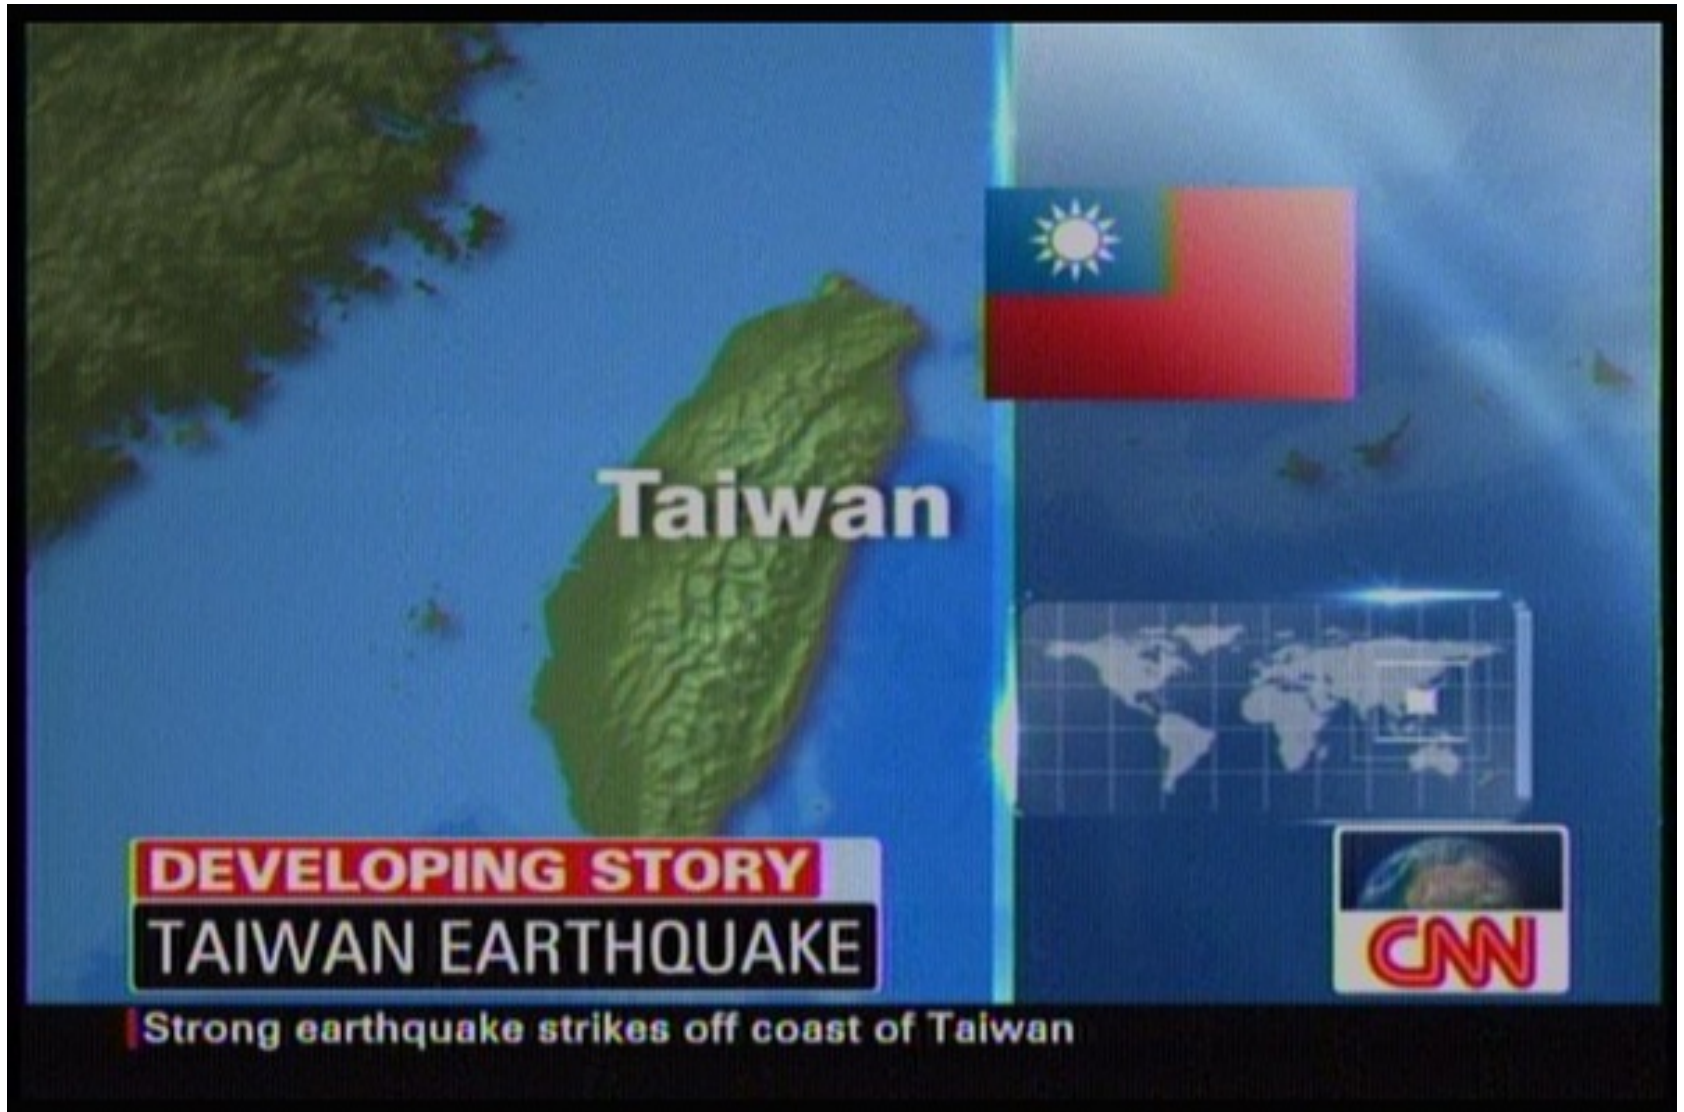 Taiwan
DEVELOPING STORY
TAIWAN EARTHQUAKE
CNN
Strong earthquake strikes off coast of Taiwan